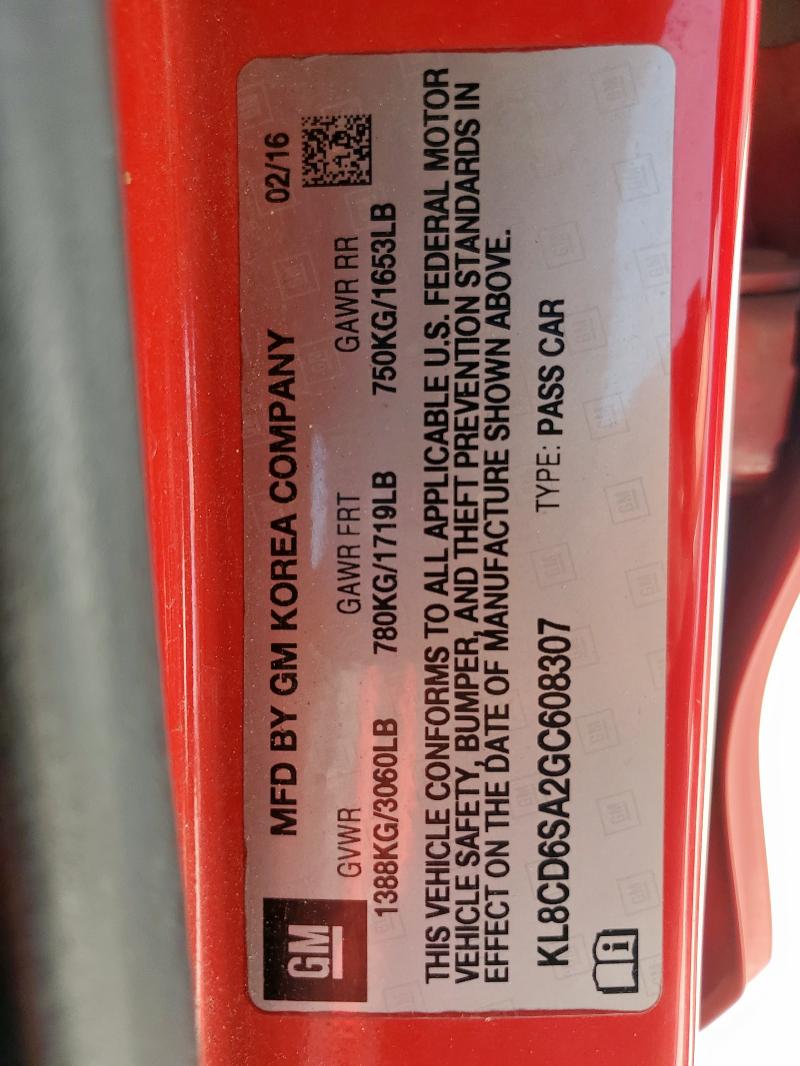 GM
MFD BY GM KOREA COMPANY 02/16
GVWR GAWR FRT GAWR RR
1388KG/3060LB 780KG/1719LB 750KG/1653LB
THIS VEHICLE CONFORMS TO ALL APPLICABLE U.S. FEDERAL MOTOR
VEHICLE SAFETY, BUMPER, AND THEFT PREVENTION STANDARDS IN
EFFECT ON THE DATE OF MANUFACTURE SHOWN ABOVE.
KL8CD6SA2GC608307 TYPE: PASS CAR